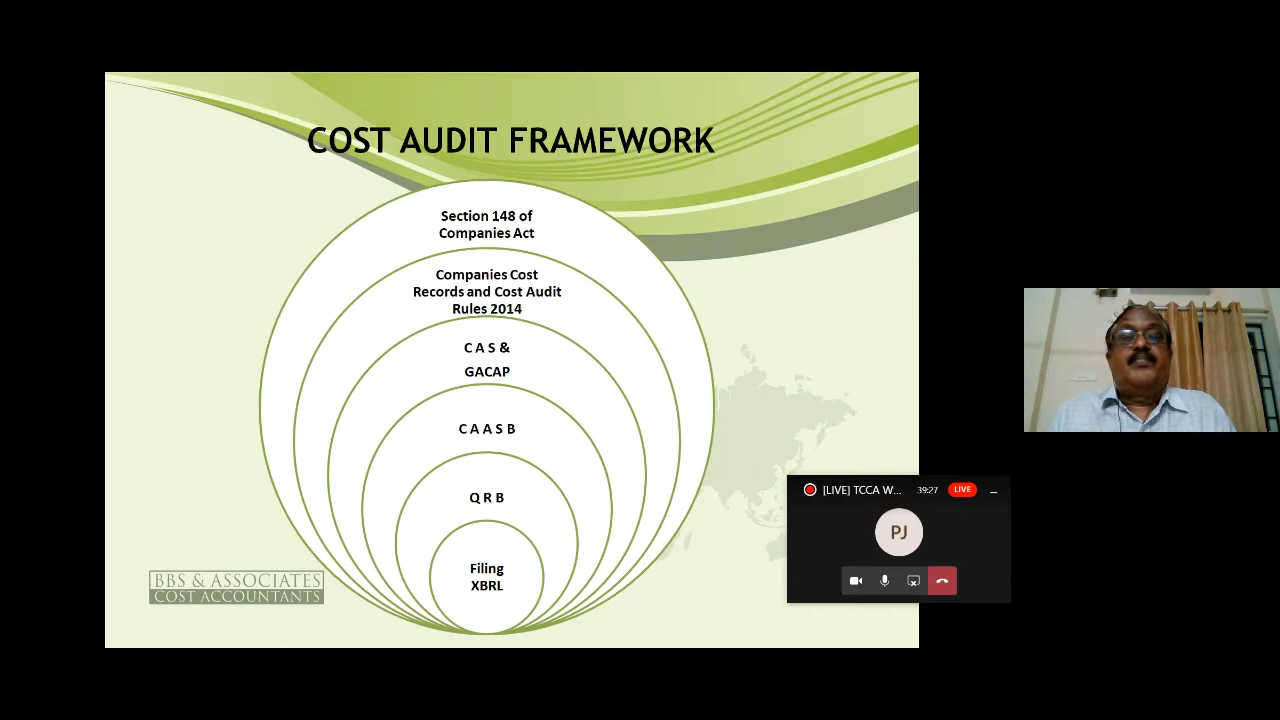 COST AUDIT FRAMEWORK
Section 148 of
Companies Act
Companies Cost
Records and Cost Audit
Rules 2014
C A S &
GACAP
C A A S B
Q R B
Filing
XBRL
BBS & ASSOCIATES
COST ACCOUNTANTS
[LIVE] TCCA W...
39:27
LIVE
PJ